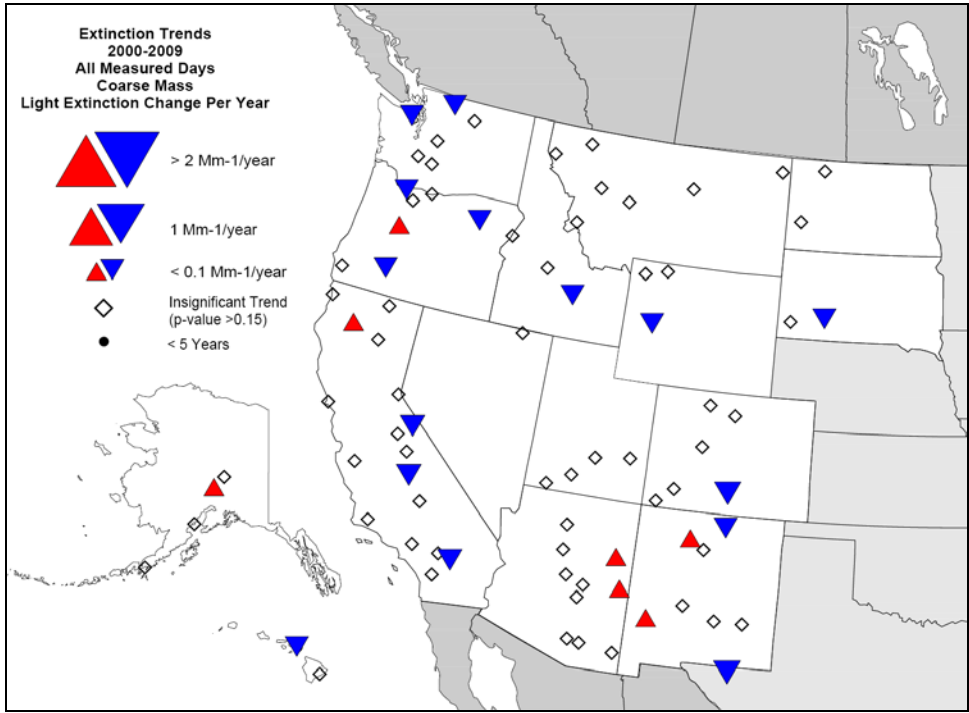 Extinction Trends
2000-2009
All Measured Days
Coarse Mass
Light Extinction Change Per Year
> 2 Mm-1/year
1 Mm-1/year
< 0.1 Mm-1/year
Insignificant Trend
(p-value >0.15)
< 5 Years